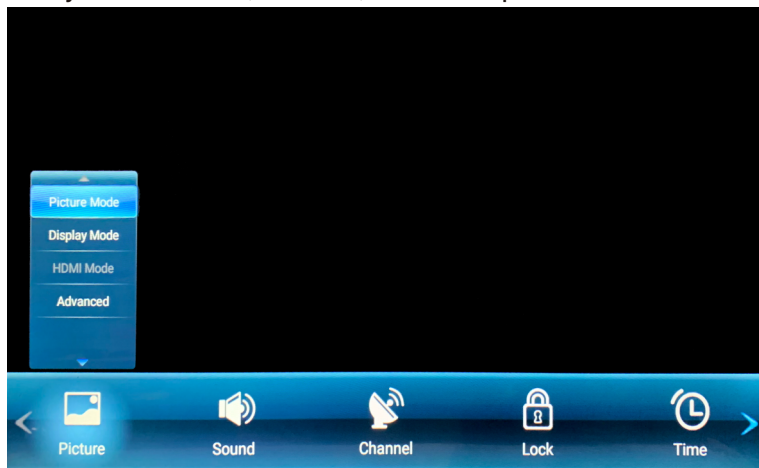 Picture Mode
Display Mode
HDMI Mode
Advanced
Picture
Sound
Channel
Lock
Time